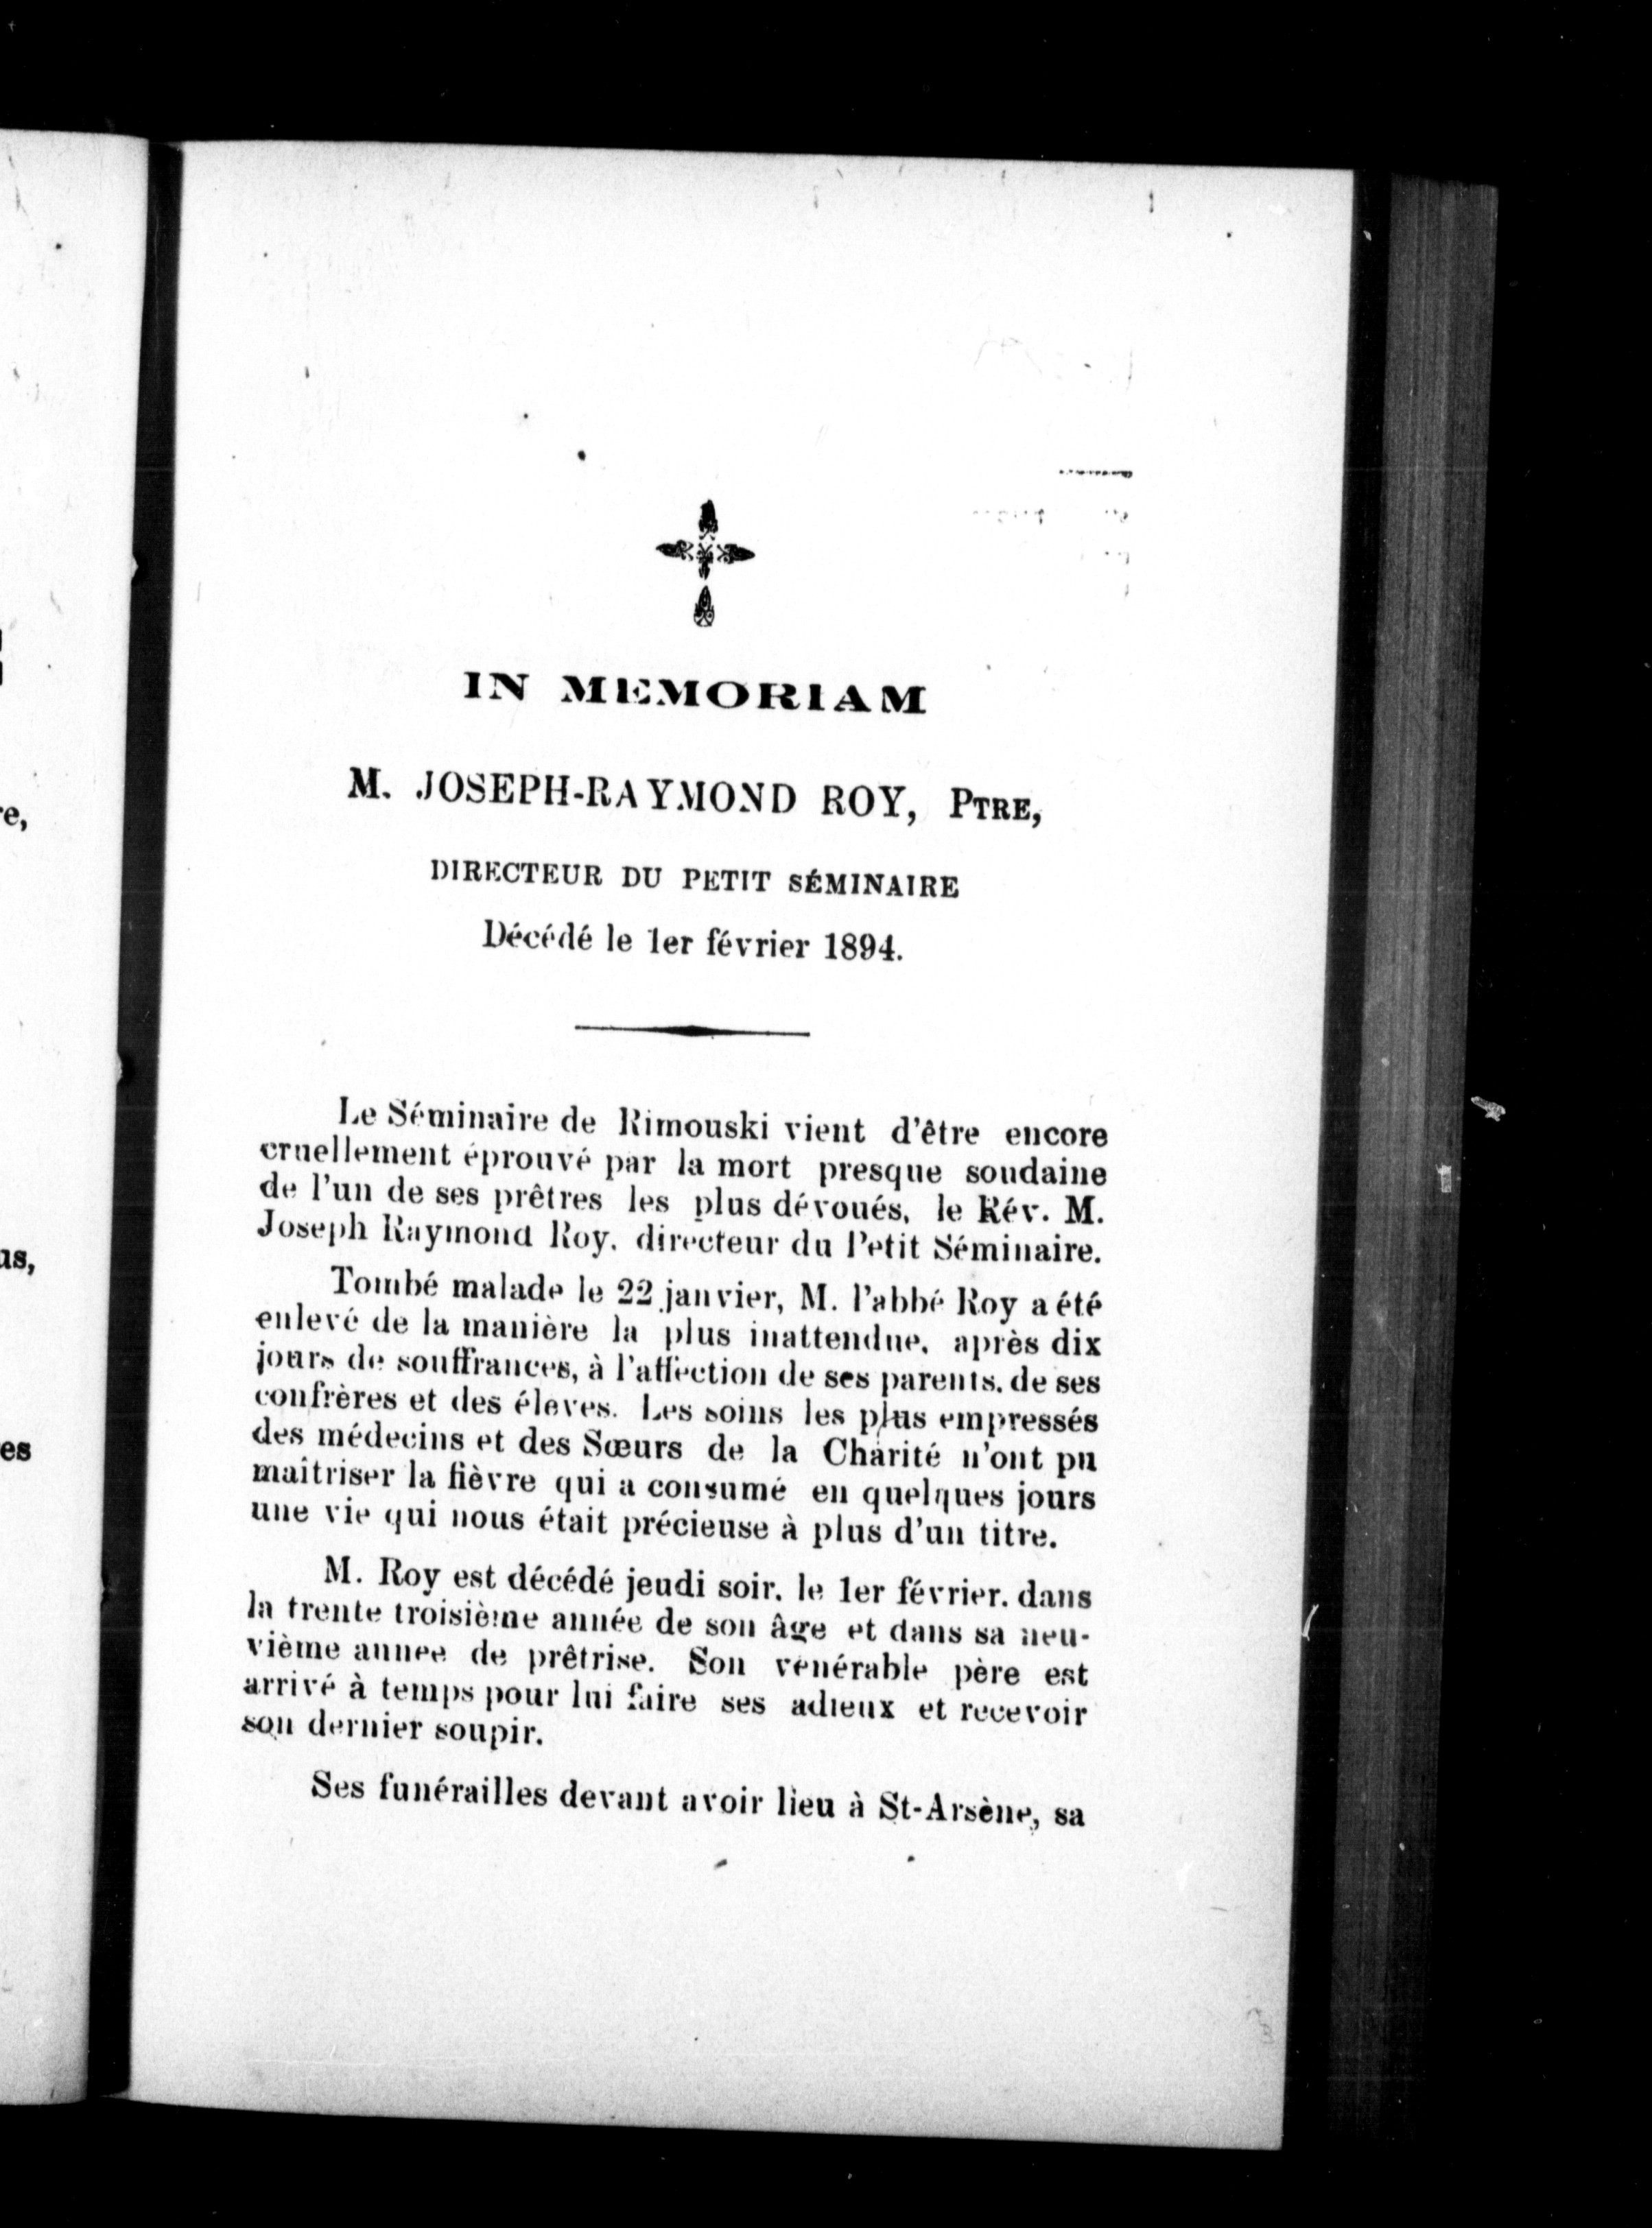 IN MEMORIAM
M. JOSEPH-RAYMOND ROY, PTRE,
DIRECTEUR DU PETIT SÉMINAIRE
Décédé le 1er février 1894.
Le Séminaire de Rimouski vient d'être encore
cruellement éprouvé par la mort presque soudaine
de l'un de ses prêtres les plus dévoués, le Rév. M.
Joseph Raymond Roy, directeur du Petit Séminaire.
Tombé malade le 22 janvier, M. l'abbé Roy a été
enlevé de la manière la plus inattendue, après dix
jours de souffrances, à l'affection de ses parents, de ses
confrères et des élèves. Les soins les plus empressés
des médecins et des Sœurs de la Charité n'ont pu
maîtriser la fièvre qui a consumé en quelques jours
une vie qui nous était précieuse à plus d'un titre.
M. Roy est décédé jeudi soir, le 1er février, dans
la trente troisième année de son âge et dans sa neu-
vième année de prêtrise. Son vénérable père est
arrivé à temps pour lui faire ses adieux et recevoir
son dernier soupir.
Ses funérailles devant avoir lieu à St-Arsène, sa